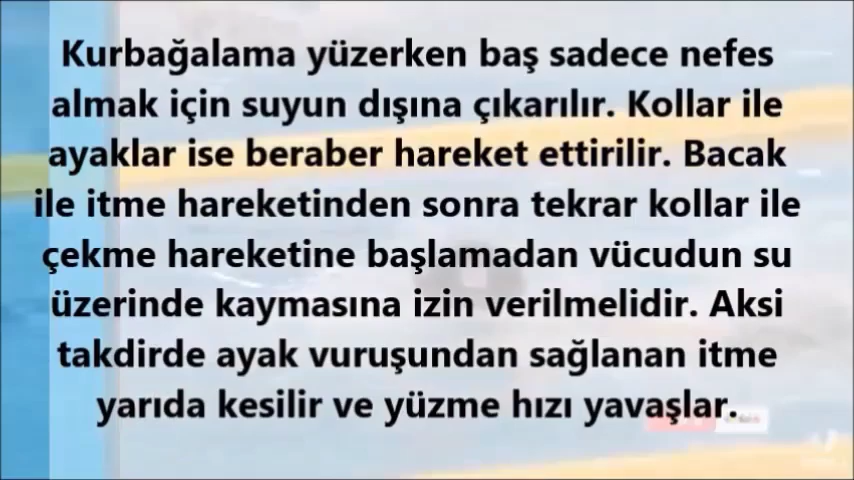 Kurbağalama yüzerken baş sadece nefes
almak için suyun dışına çıkarılır. Kollar ile
ayaklar ise beraber hareket ettirilir. Bacak
ile itme hareketinden sonra tekrar kollar ile
çekme hareketine başlamadan vücudun su
üzerinde kaymasına izin verilmelidir. Aksi
takdirde ayak vuruşundan sağlanan itme
yarıda kesilir ve yüzme hızı yavaşlar.